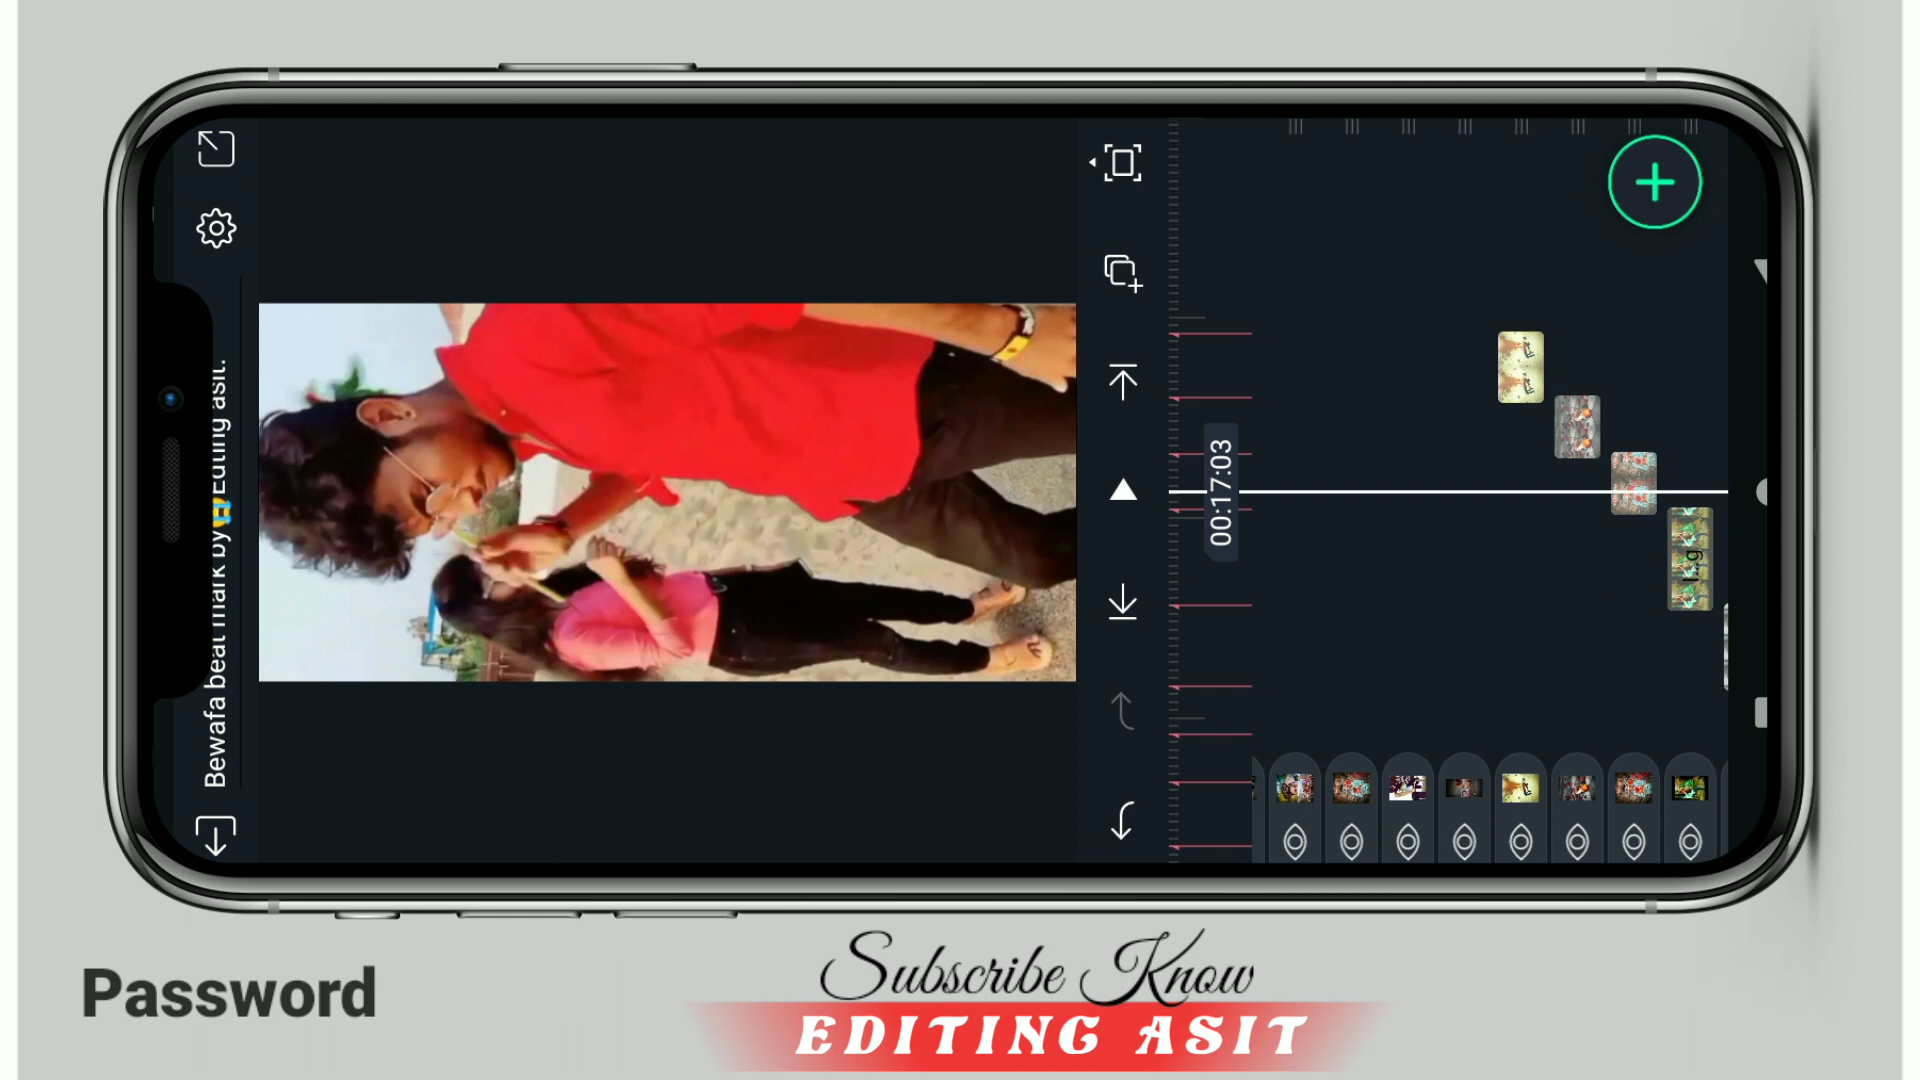 Bewafa beat mark by😭Editing asit.
00:17:03
Password
Subscribe Know
EDITING ASIT